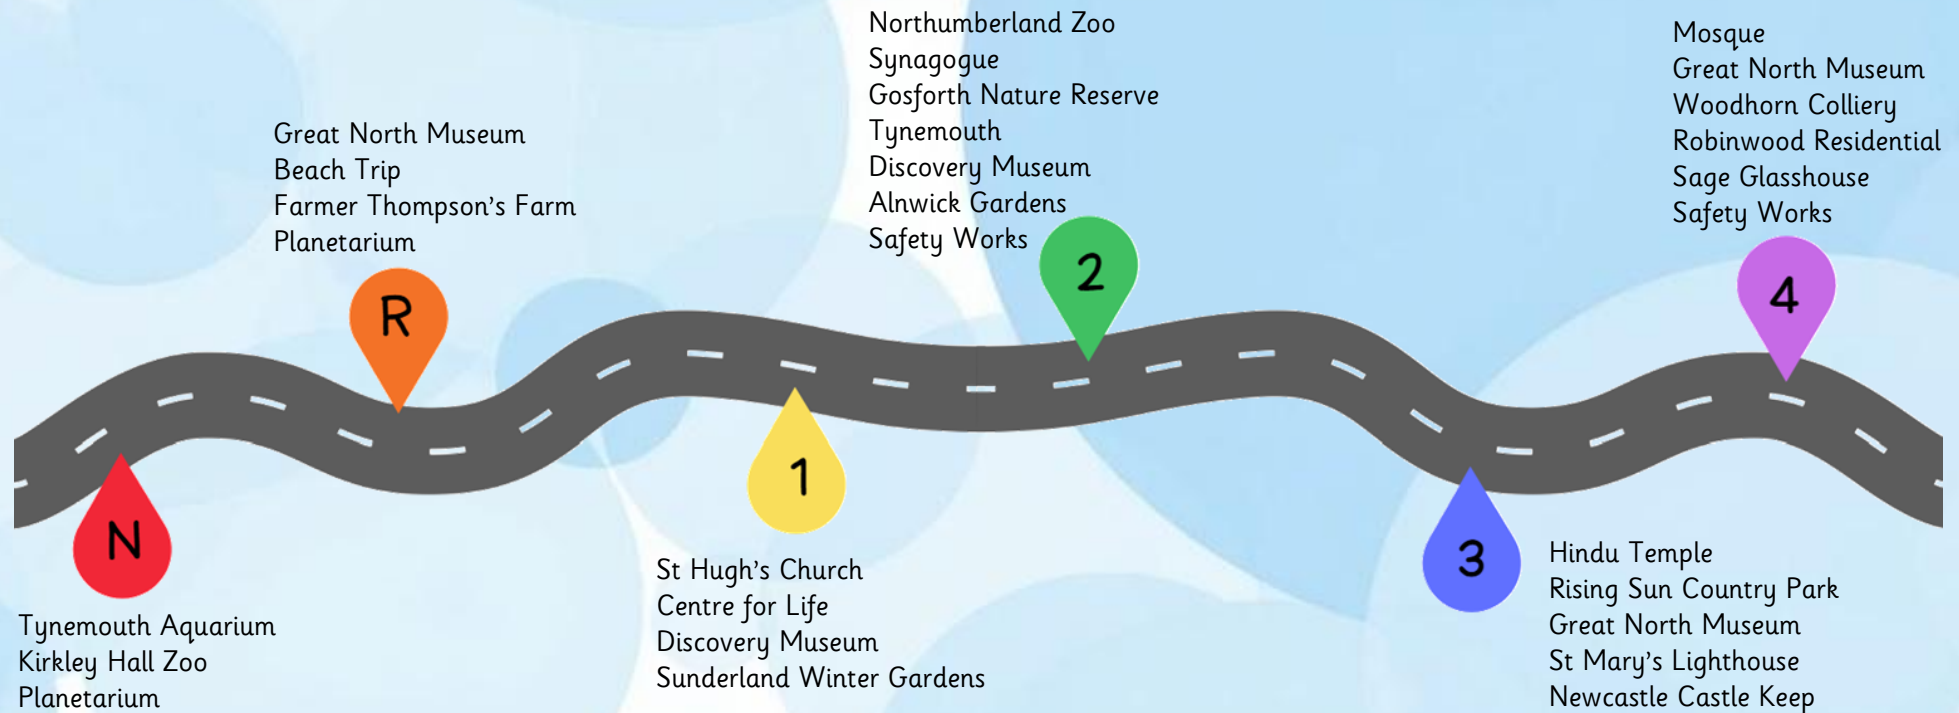 N
Tynemouth Aquarium
Kirkley Hall Zoo
Planetarium
Great North Museum
Beach Trip
Farmer Thompson's Farm
Planetarium
R
1
St Hugh's Church
Centre for Life
Discovery Museum
Sunderland Winter Gardens
Northumberland Zoo
Synagogue
Gosforth Nature Reserve
Tynemouth
Discovery Museum
Alnwick Gardens
Safety Works
2
3
Hindu Temple
Rising Sun Country Park
Great North Museum
St Mary's Lighthouse
Newcastle Castle Keep
Mosque
Great North Museum
Woodhorn Colliery
Robinwood Residential
Sage Glasshouse
Safety Works
4